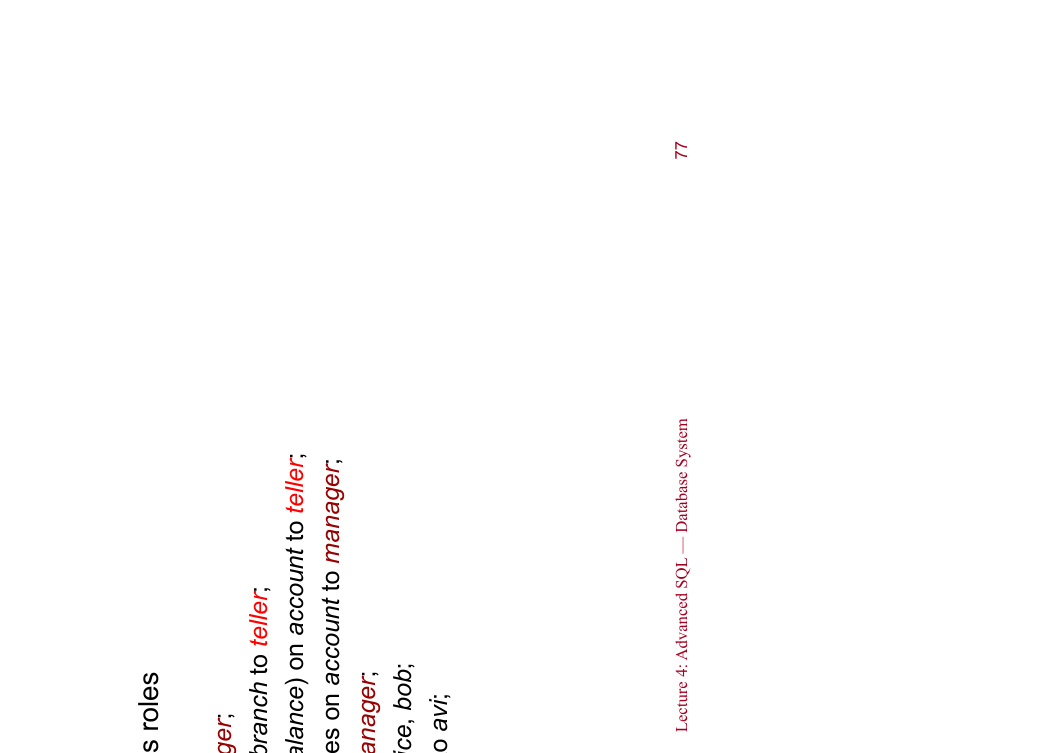 s roles
ger;
branch to teller;
alance) on account to teller;
es on account to manager;
anager;
ice, bob;
o avi;
Lecture 4: Advanced SQL — Database System
77